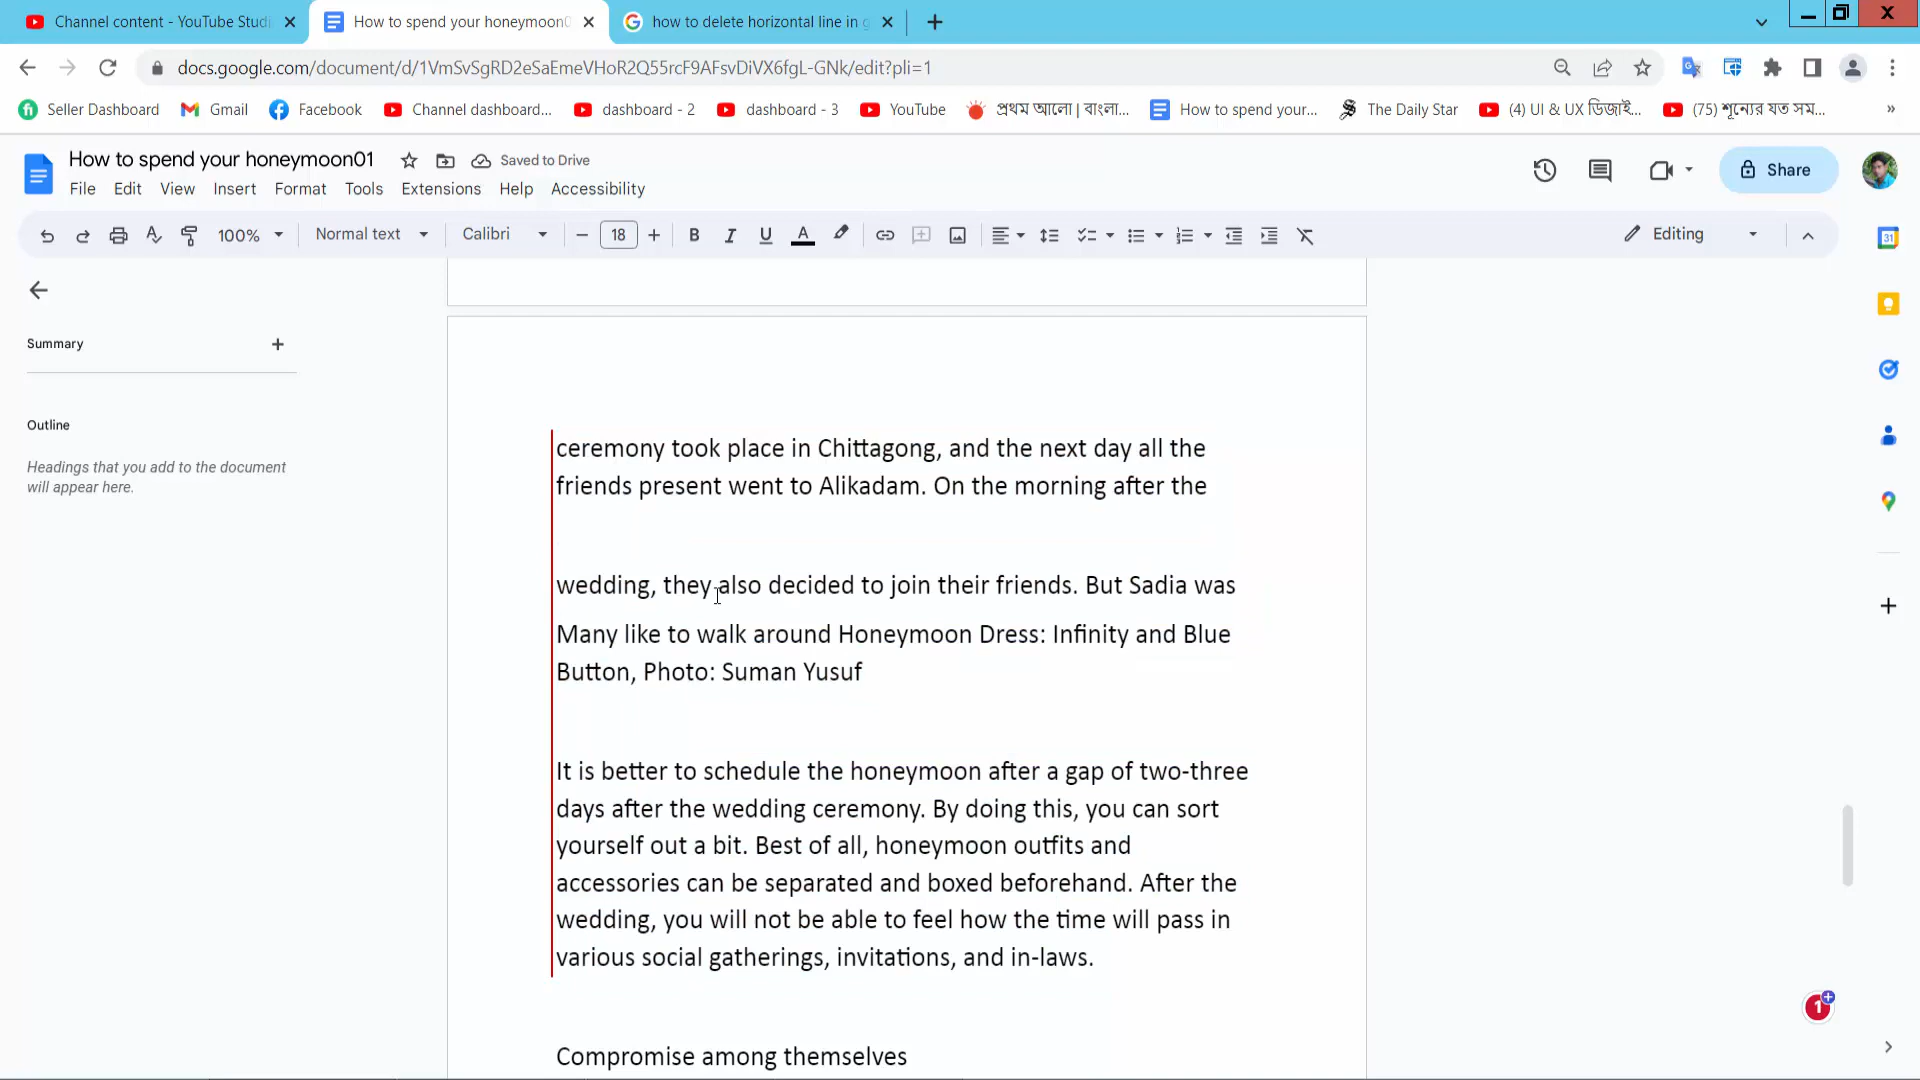 Channel content - YouTube Studi
How to spend your honeymoon0
how to delete horizontal line in g
docs.google.com/document/d/1VmSvSgRD2eSaEmeVHoR2Q55rcF9AFsvDiVX6fgL-GNk/edit?pli=1
Seller Dashboard
Gmail
Facebook
Channel dashboard...
dashboard - 2
dashboard - 3
YouTube
প্রথম আলো | বাংলা...
How to spend your...
The Daily Star
(4) UI & UX ডিজাই...
(75) শূন্যের যত সম...
»
How to spend your honeymoon01
Saved to Drive
Share
File Edit View Insert Format Tools Extensions Help Accessibility
100% Normal text Calibri 18 B I U A Editing
31
Summary
Outline
Headings that you add to the document
will appear here.
ceremony took place in Chittagong, and the next day all the
friends present went to Alikadam. On the morning after the
wedding, they also decided to join their friends. But Sadia was
Many like to walk around Honeymoon Dress: Infinity and Blue
Button, Photo: Suman Yusuf
It is better to schedule the honeymoon after a gap of two-three
days after the wedding ceremony. By doing this, you can sort
yourself out a bit. Best of all, honeymoon outfits and
accessories can be separated and boxed beforehand. After the
wedding, you will not be able to feel how the time will pass in
various social gatherings, invitations, and in-laws.
1
Compromise among themselves